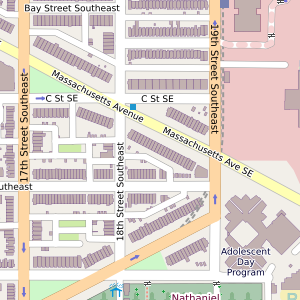 Bay Street Southeast
19th Street Southeast
Massachusetts Avenue
C St SE
C St SE
Massachusetts Ave SE
17th Street Southeast
18th Street Southeast
utheast
Adolescent
Day
Program
Nathaniel